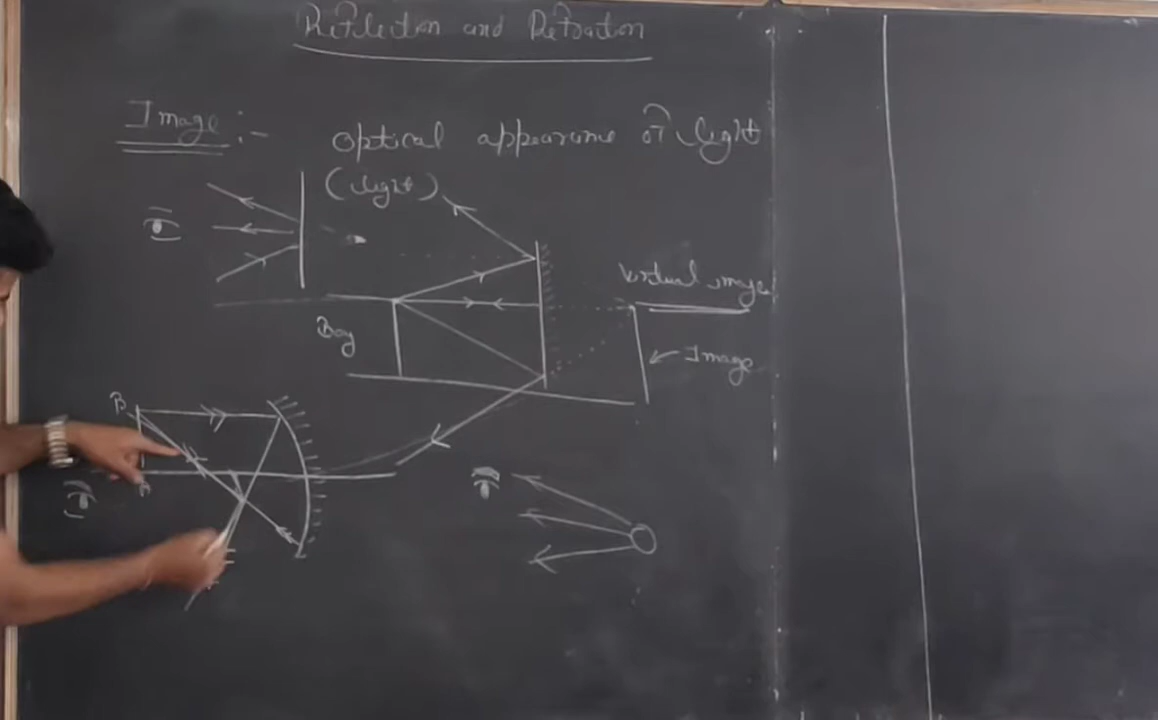 Reflection and Refraction
Image :-
Optical appearance of light
(light)
Virtual image
Boy
Image
B
A